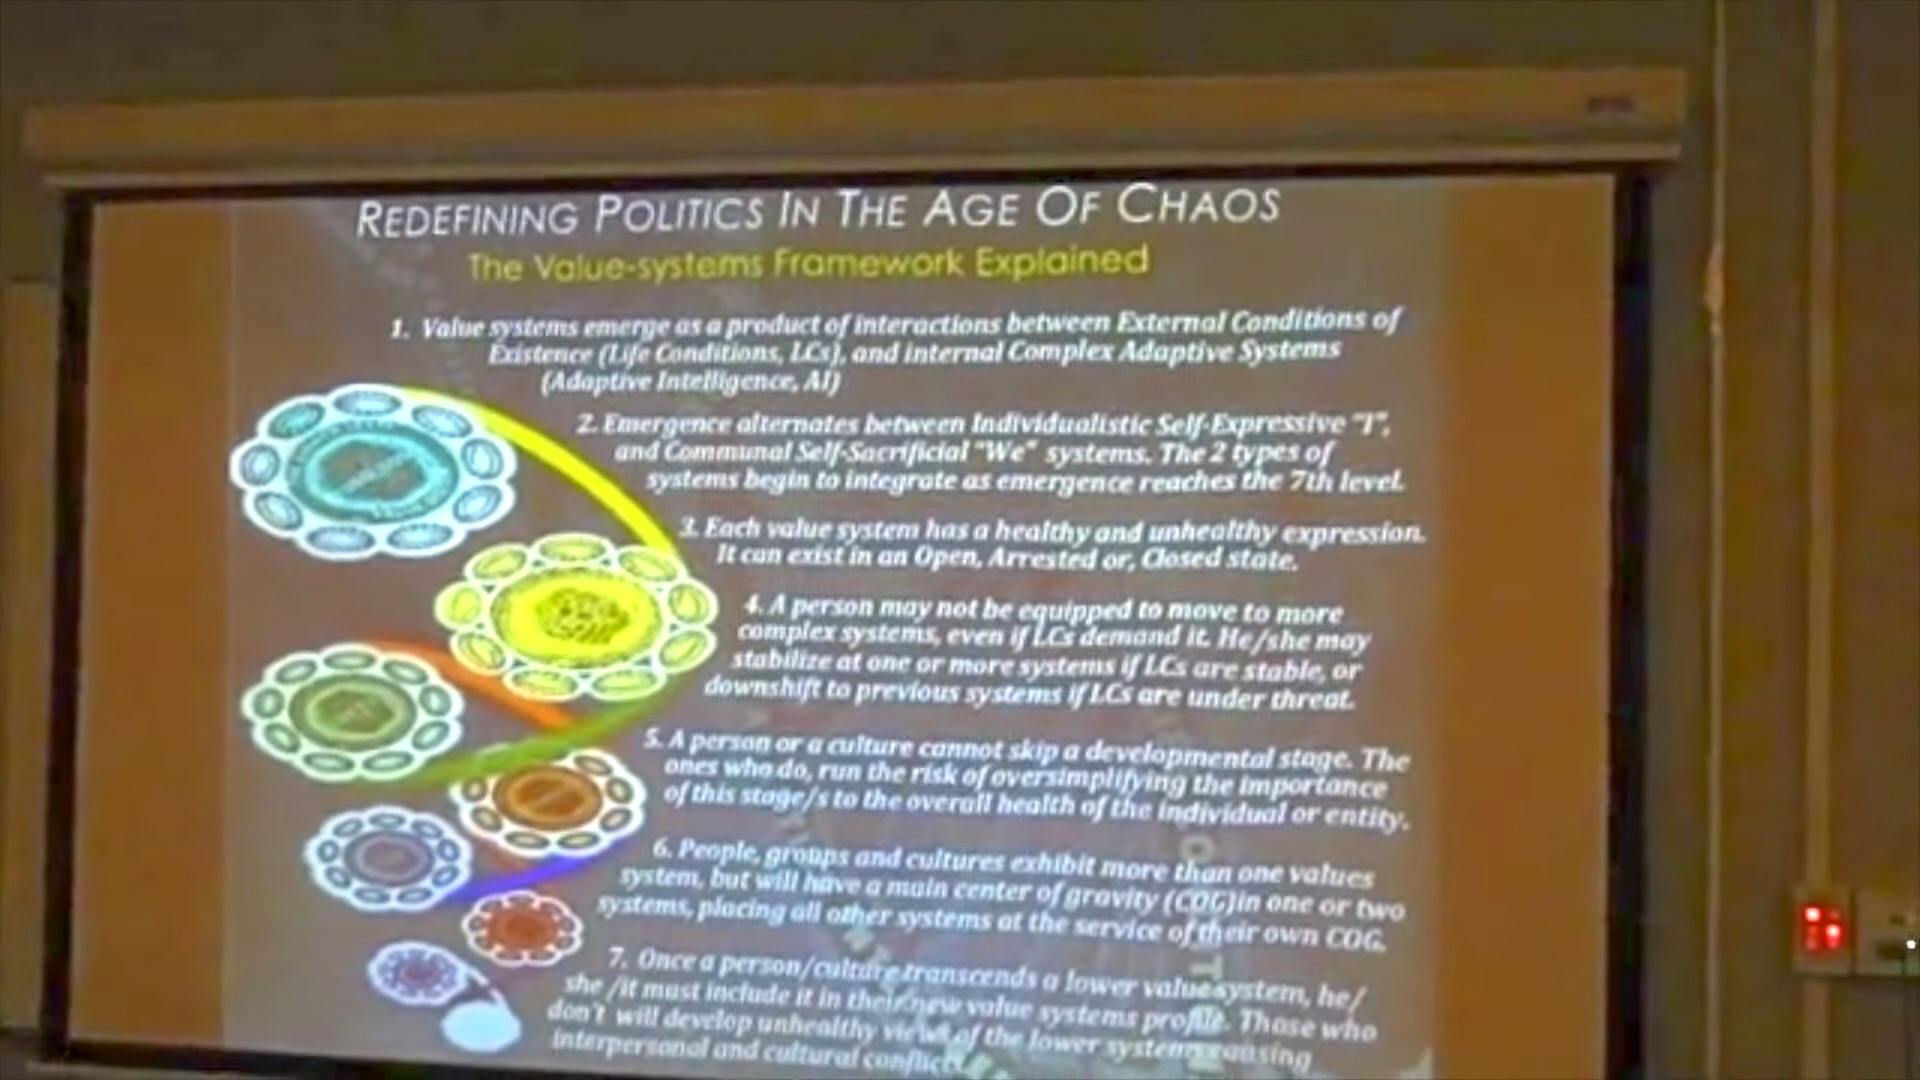 REDEFINING POLITICS IN THE AGE OF CHAOS
The Value-systems Framework Explained
1. Value systems emerge as a product of interactions between External Conditions of
Existence (Life Conditions, LCs), and internal Complex Adaptive Systems
(Adaptive Intelligence, AI)
2. Emergence alternates between Individualistic Self-Expressive "I",
and Communal Self-Sacrificial "We" systems. The 2 types of
systems begin to integrate as emergence reaches the 7th level.
3. Each value system has a healthy and unhealthy expression.
It can exist in an Open, Arrested or, Closed state.
4. A person may not be equipped to move to more
complex systems, even if LCs demand it. He/she may
stabilize at one or more systems if LCs are stable, or
downshift to previous systems if LCs are under threat.
5. A person or a culture cannot skip a developmental stage. The
ones who do, run the risk of oversimplifying the importance
of this stage/s to the overall health of the individual or entity.
6. People, groups and cultures exhibit more than one values
system, but will have a main center of gravity (COG)in one or two
systems, placing all other systems at the service of their own COG.
7. Once a person/culture transcends a lower value system, he/
she /it must include it in their new value systems profile. Those who
don't will develop unhealthy views of the lower systems causing
interpersonal and cultural conflict